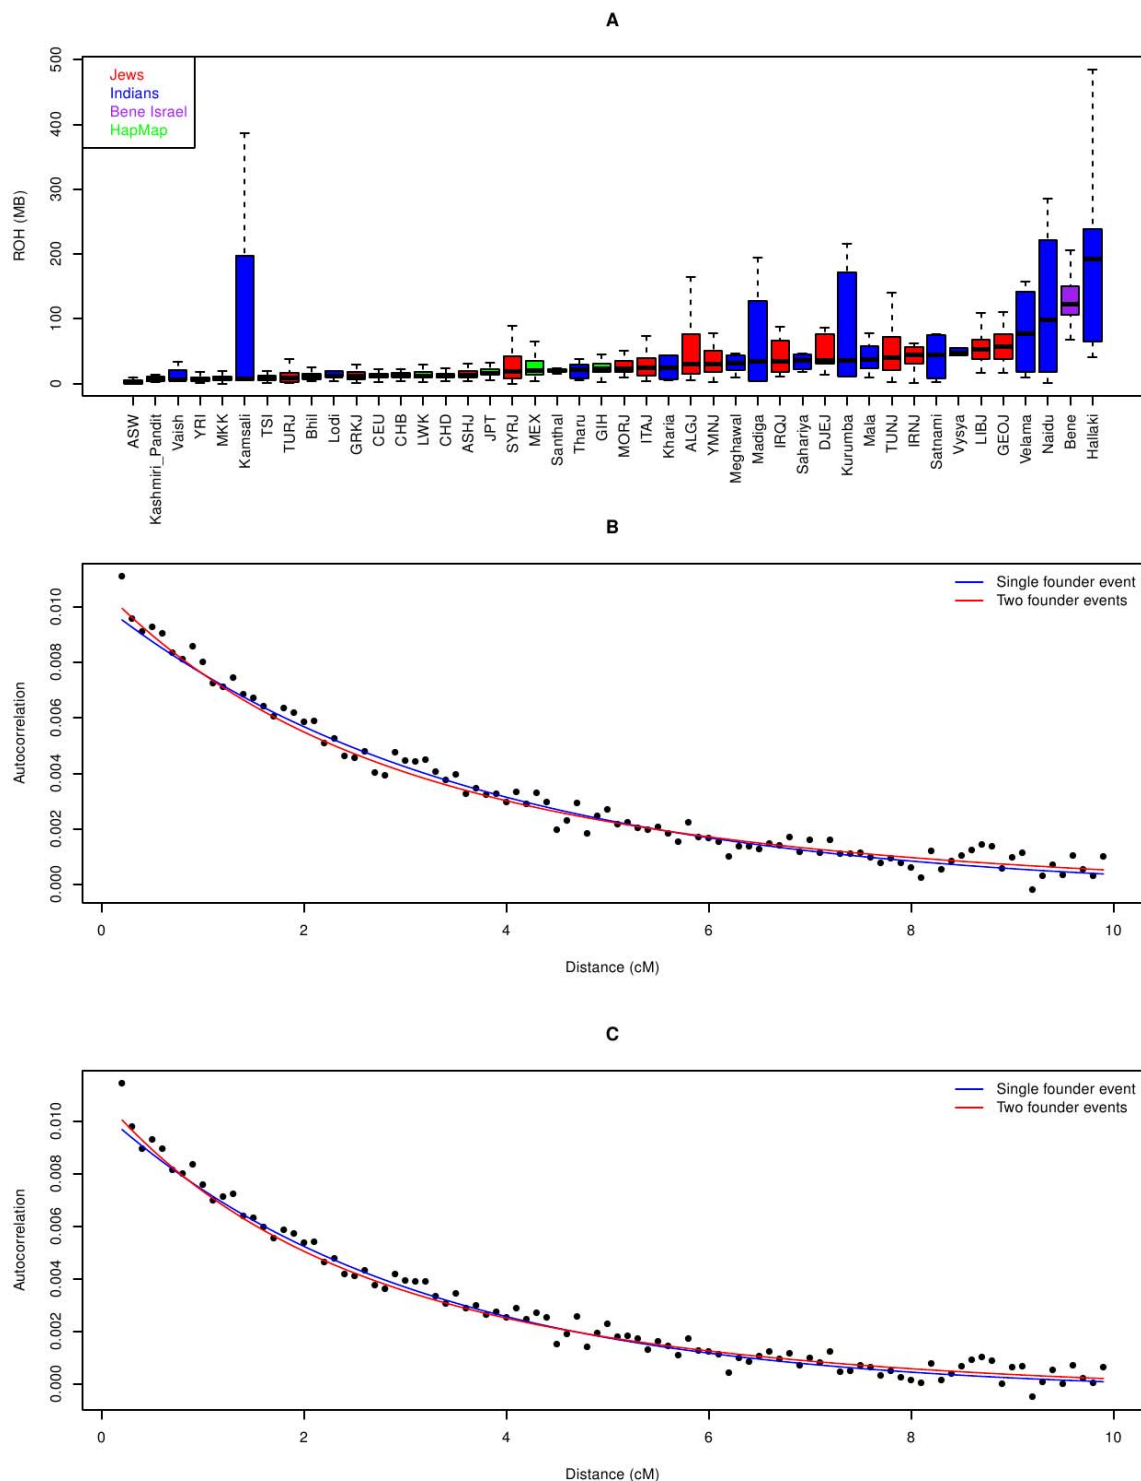 A
ROH (MB)
500
400
300
200
100
0
Jews
Indians
Bene Israel
HapMap
ASW
Kashmiri_Pandit
Vaish
YRI
MKK
Kamsali
TSI
TURJ
Bhil
Lodi
GRKJ
CEU
CHB
LWK
CHD
ASHJ
JPT
SYRJ
MEX
Santhal
Tharu
GIH
MORJ
ITAJ
Kharia
ALGJ
YMNJ
Meghawal
Madiga
IRQJ
Sahariya
DJEJ
Kurumba
Mala
TUNJ
IRNJ
Satnami
Vysya
LIBJ
GEOJ
Velama
Naidu
Bene
Hallaki
B
Autocorrelation
0.010
0.008
0.006
0.004
0.002
0.000
Single founder event
Two founder events
0 2 4 6 8 10
Distance (cM)
C
Autocorrelation
0.010
0.008
0.006
0.004
0.002
0.000
Single founder event
Two founder events
0 2 4 6 8 10
Distance (cM)